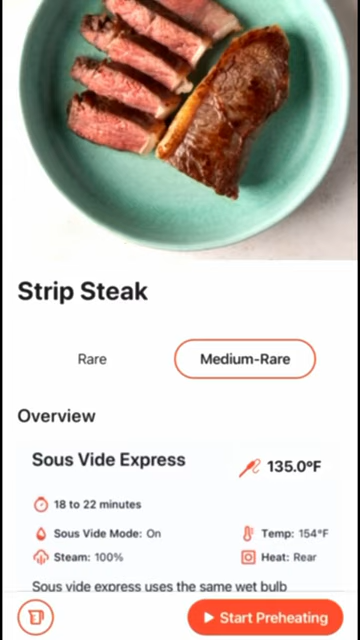 Strip Steak
Rare
Medium-Rare
Overview
Sous Vide Express
135.0°F
18 to 22 minutes
Sous Vide Mode: On
Temp: 154°F
Steam: 100%
Heat: Rear
Sous vide express uses the same wet bulb
Start Preheating